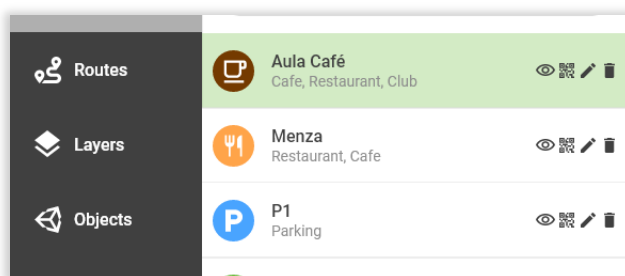 Routes
Layers
Objects
Aula Café
Cafe, Restaurant, Club
Menza
Restaurant, Cafe
P
P1
Parking